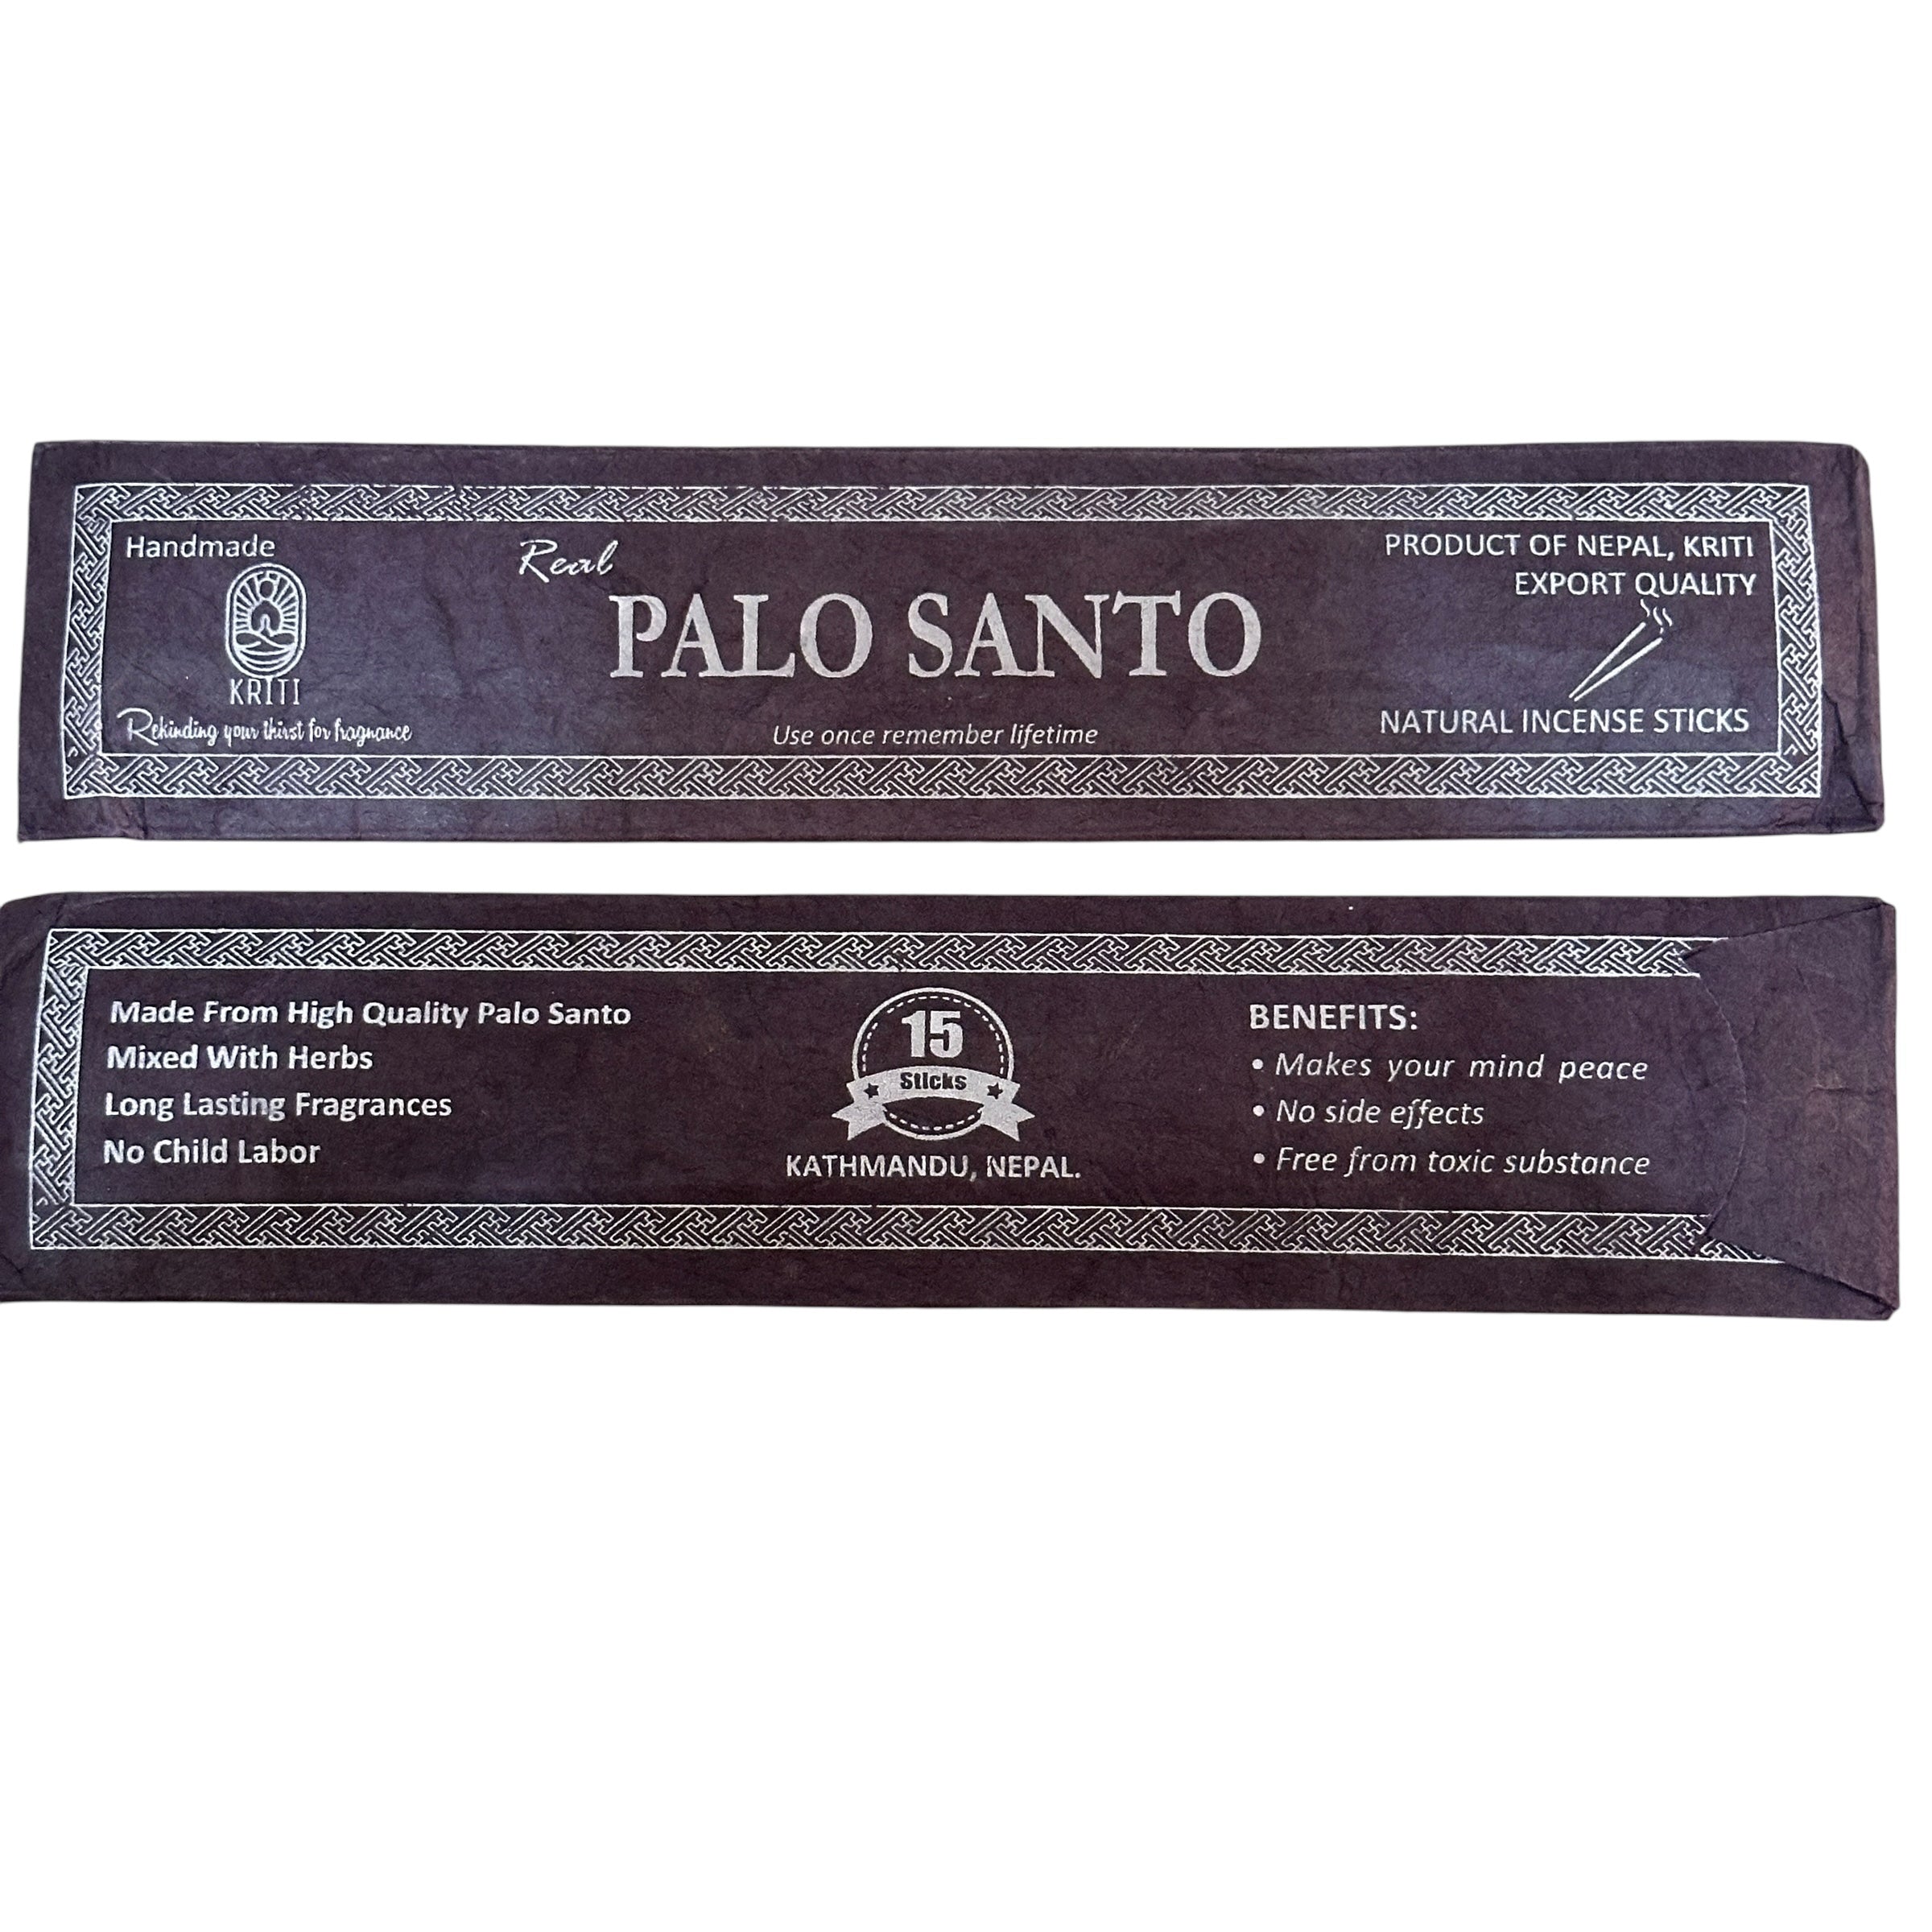 Handmade
KRITI
Rekinding your thirst for fragnance
Real
PALO SANTO
Use once remember lifetime
PRODUCT OF NEPAL, KRITI
EXPORT QUALITY
NATURAL INCENSE STICKS
Made From High Quality Palo Santo
Mixed With Herbs
Long Lasting Fragrances
No Child Labor
15
Sticks
KATHMANDU, NEPAL.
BENEFITS:
• Makes your mind peace
• No side effects
• Free from toxic substance